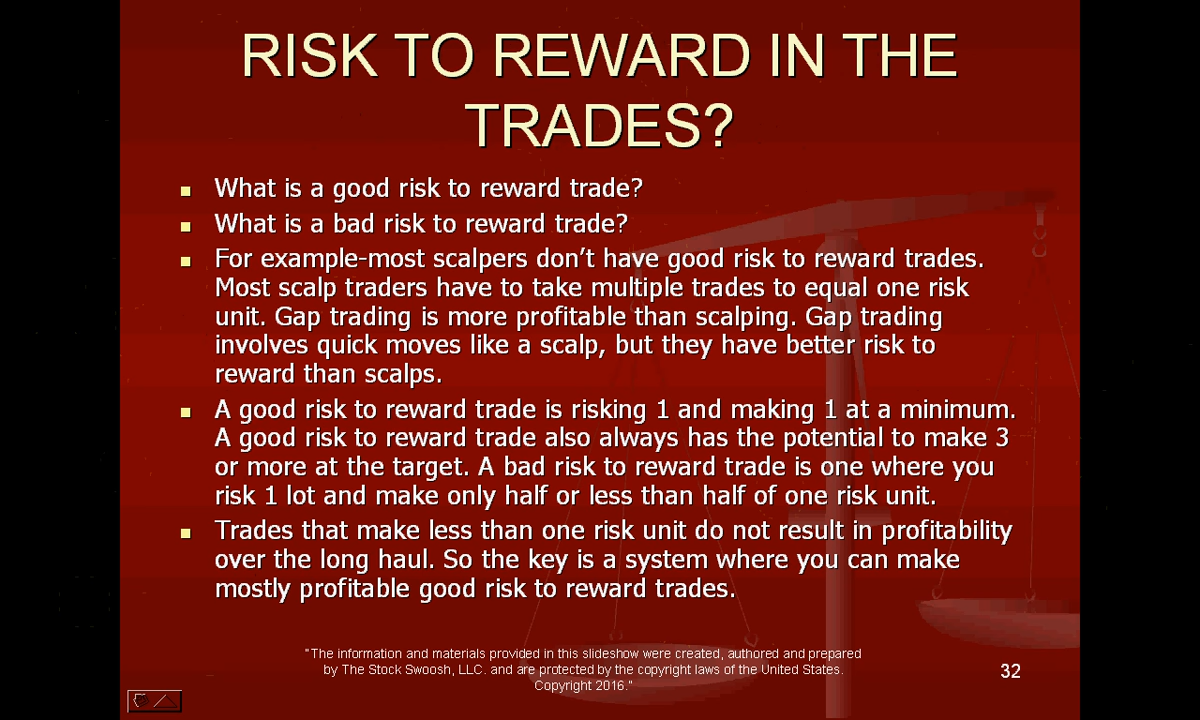 RISK TO REWARD IN THE
TRADES?
What is a good risk to reward trade?
What is a bad risk to reward trade?
For example-most scalpers don’t have good risk to reward trades.
Most scalp traders have to take multiple trades to equal one risk
unit. Gap trading is more profitable than scalping. Gap trading
involves quick moves like a scalp, but they have better risk to
reward than scalps.
A good risk to reward trade is risking 1 and making 1 at a minimum.
A good risk to reward trade also always has the potential to make 3
or more at the target. A bad risk to reward trade is one where you
risk 1 lot and make only half or less than half of one risk unit.
Trades that make less than one risk unit do not result in profitability
over the long haul. So the key is a system where you can make
mostly profitable good risk to reward trades.
"The information and materials provided in this slideshow were created, authored and prepared
by The Stock Swoosh, LLC. and are protected by the copyright laws of the United States.
Copyright 2016."
32